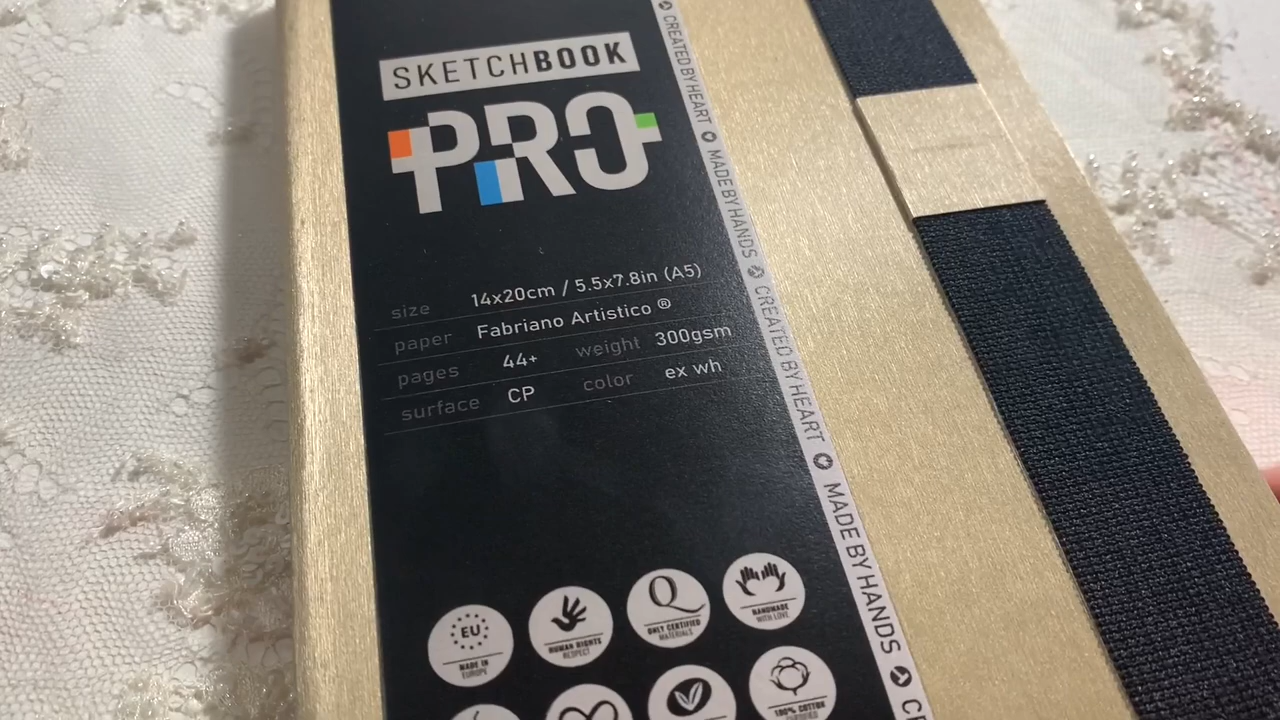 SKETCHBOOK
PRO
size 14x20cm / 5.5x7.8in (A5)
paper Fabriano Artistico ®
pages 44+ weight 300gsm
surface CP color ex wh
EU
MADE IN
EUROPE
HUMAN RIGHTS
RESPECT
Q
ONLY CERTIFIED
MATERIALS
HANDMADE
WITH LOVE
100% COTTON
CREATED BY HEART MADE BY HANDS CREATED BY HEART MADE BY HANDS